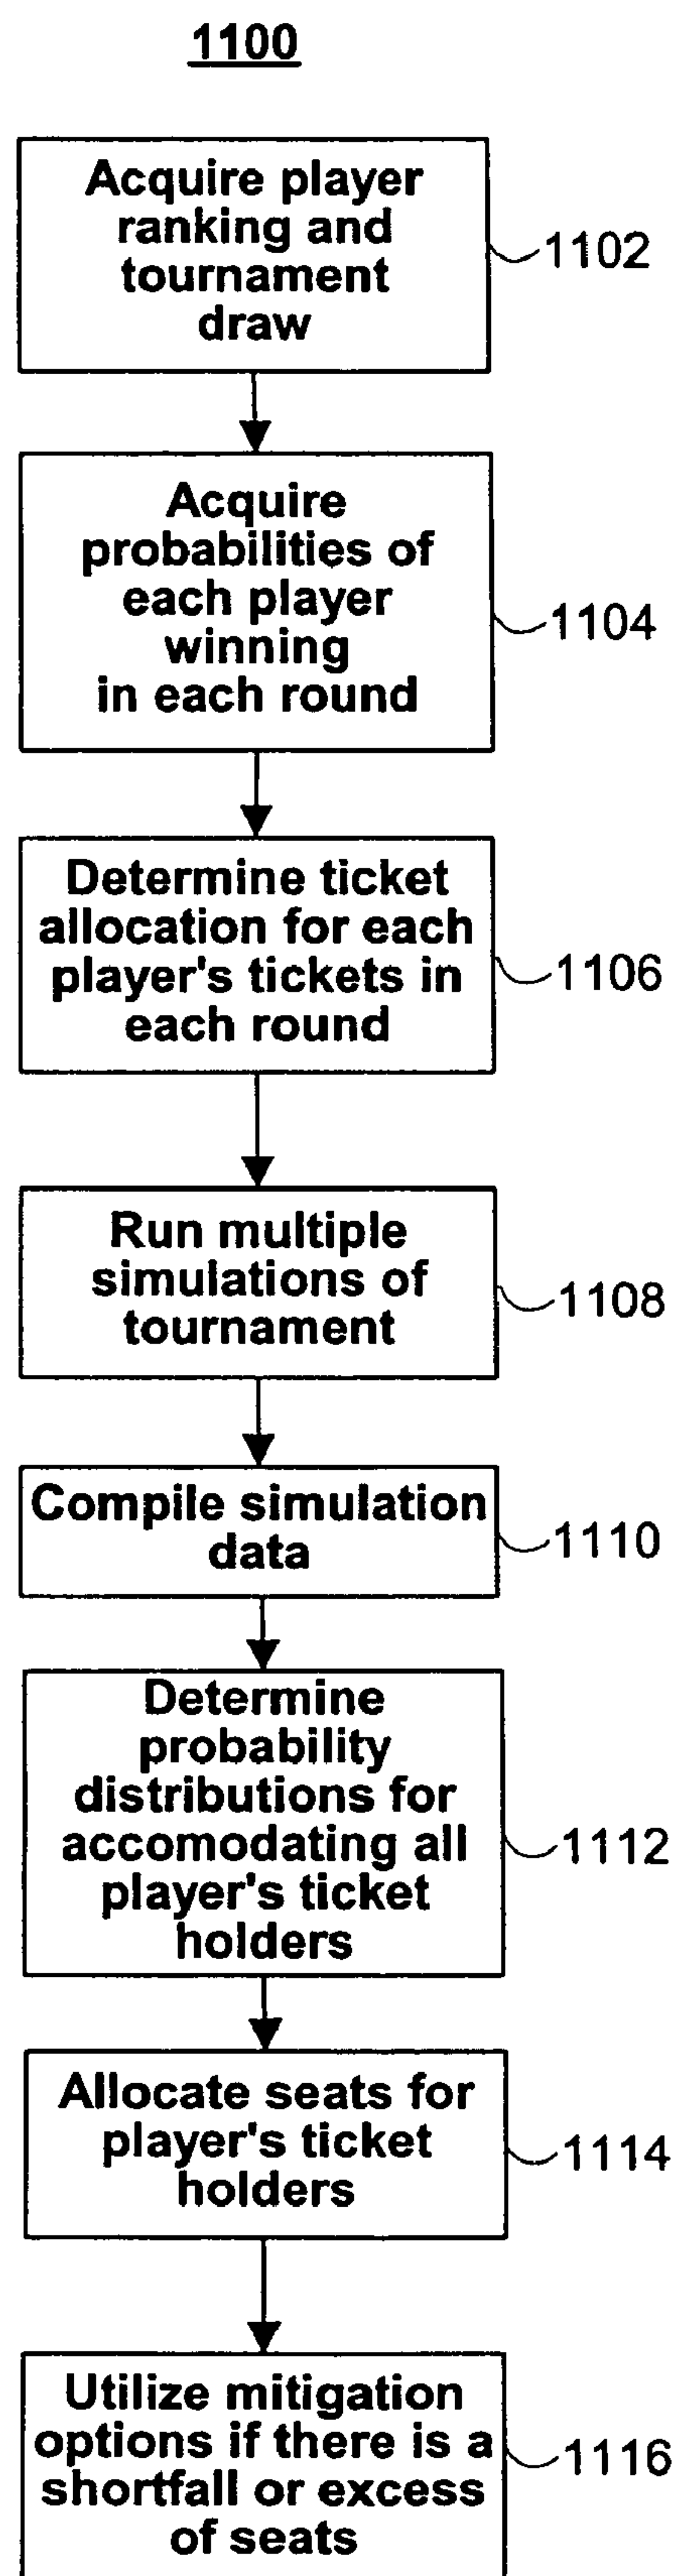 1100
Acquire player
ranking and
tournament
draw
1102
Acquire
probabilities of
each player
winning
in each round
1104
Determine ticket
allocation for each
player's tickets in
each round
1106
Run multiple
simulations of
tournament
1108
Compile simulation
data
1110
Determine
probability
distributions for
accomodating all
player's ticket
holders
1112
Allocate seats for
player's ticket
holders
1114
Utilize mitigation
options if there is a
shortfall or excess
of seats
1116